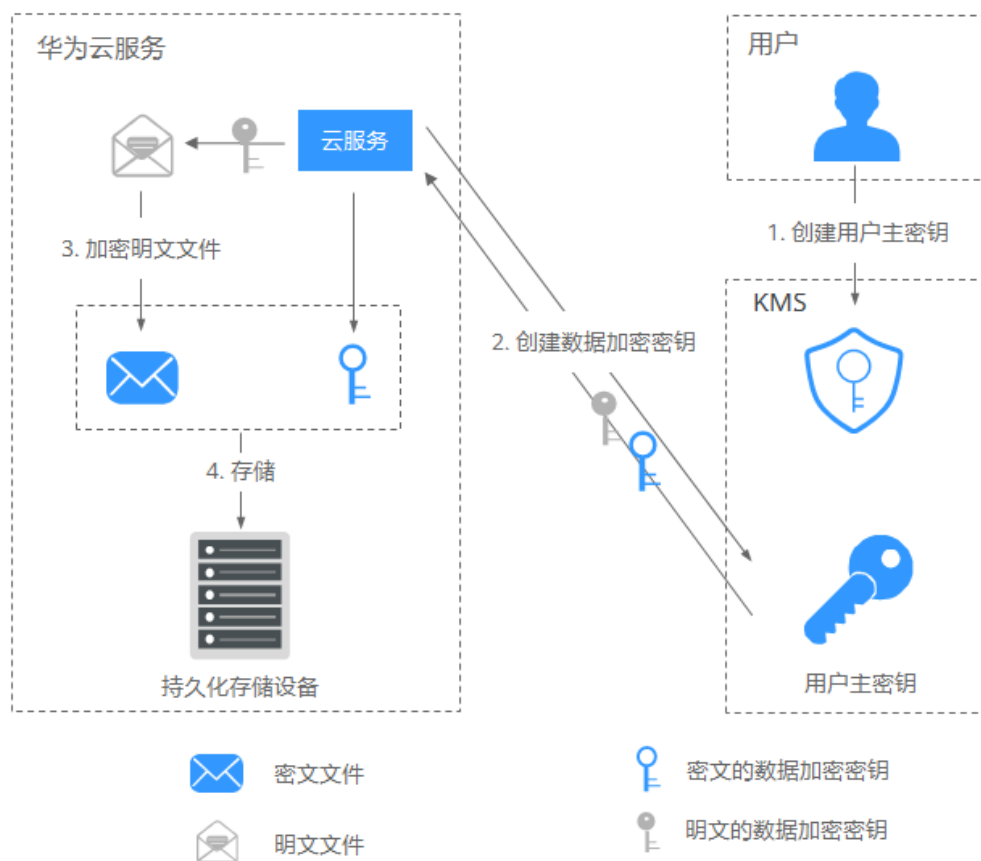 华为云服务
用户
云服务
1. 创建用户主密钥
3. 加密明文文件
KMS
2. 创建数据加密密钥
4. 存储
持久化存储设备
用户主密钥
密文文件
密文的数据加密密钥
明文文件
明文的数据加密密钥